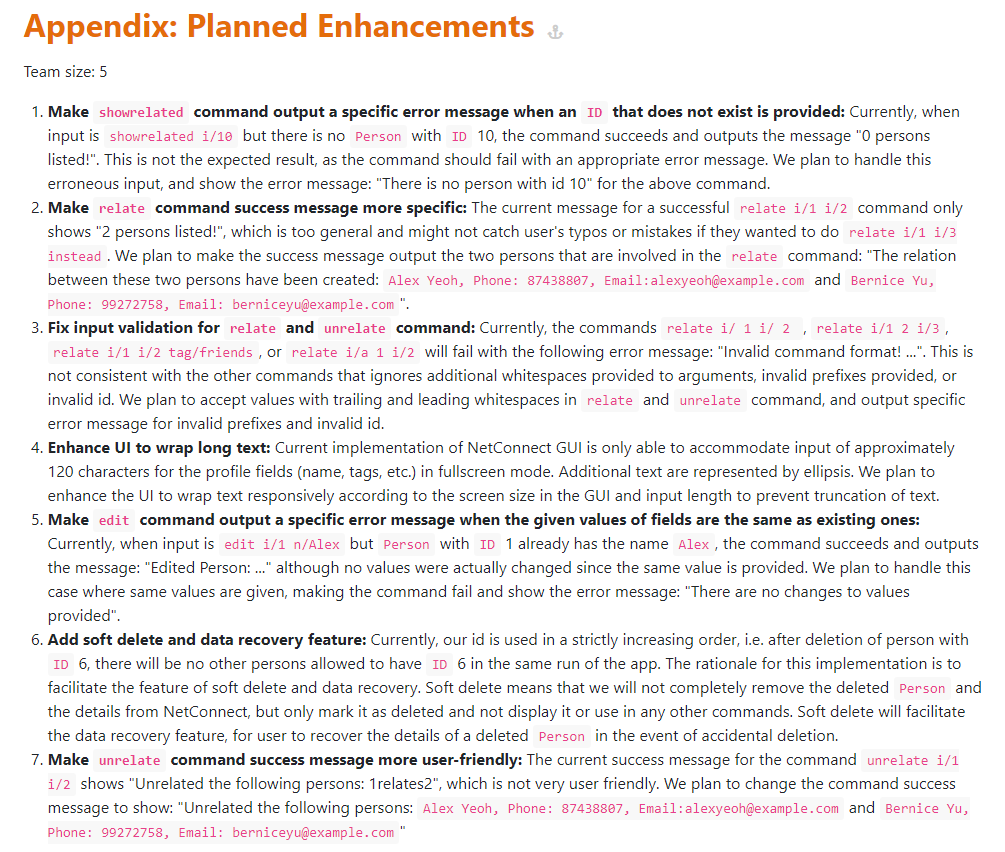 Appendix: Planned Enhancements
Team size: 5
1. Make showrelated command output a specific error message when an ID that does not exist is provided: Currently, when
input is showrelated i/10 but there is no Person with ID 10, the command succeeds and outputs the message "0 persons
listed!". This is not the expected result, as the command should fail with an appropriate error message. We plan to handle this
erroneous input, and show the error message: "There is no person with id 10" for the above command.
2. Make relate command success message more specific: The current message for a successful relate i/1 i/2 command only
shows "2 persons listed!", which is too general and might not catch user's typos or mistakes if they wanted to do relate i/1 i/3
instead . We plan to make the success message output the two persons that are involved in the relate command: "The relation
between these two persons have been created: Alex Yeoh, Phone: 87438807, Email:alexyeoh@example.com and Bernice Yu,
Phone: 99272758, Email: berniceyu@example.com ".
3. Fix input validation for relate and unrelate command: Currently, the commands relate i/ 1 i/ 2 , relate i/1 2 i/3 ,
relate i/1 i/2 tag/friends , or relate i/a 1 i/2 will fail with the following error message: "Invalid command format! ...". This is
not consistent with the other commands that ignores additional whitespaces provided to arguments, invalid prefixes provided, or
invalid id. We plan to accept values with trailing and leading whitespaces in relate and unrelate command, and output specific
error message for invalid prefixes and invalid id.
4. Enhance UI to wrap long text: Current implementation of NetConnect GUI is only able to accommodate input of approximately
120 characters for the profile fields (name, tags, etc.) in fullscreen mode. Additional text are represented by ellipsis. We plan to
enhance the UI to wrap text responsively according to the screen size in the GUI and input length to prevent truncation of text.
5. Make edit command output a specific error message when the given values of fields are the same as existing ones:
Currently, when input is edit i/1 n/Alex but Person with ID 1 already has the name Alex , the command succeeds and outputs
the message: "Edited Person: ..." although no values were actually changed since the same value is provided. We plan to handle this
case where same values are given, making the command fail and show the error message: "There are no changes to values
provided".
6. Add soft delete and data recovery feature: Currently, our id is used in a strictly increasing order, i.e. after deletion of person with
ID 6, there will be no other persons allowed to have ID 6 in the same run of the app. The rationale for this implementation is to
facilitate the feature of soft delete and data recovery. Soft delete means that we will not completely remove the deleted Person and
the details from NetConnect, but only mark it as deleted and not display it or use in any other commands. Soft delete will facilitate
the data recovery feature, for user to recover the details of a deleted Person in the event of accidental deletion.
7. Make unrelate command success message more user-friendly: The current success message for the command unrelate i/1
i/2 shows "Unrelated the following persons: 1relates2", which is not very user friendly. We plan to change the command success
message to show: "Unrelated the following persons: Alex Yeoh, Phone: 87438807, Email:alexyeoh@example.com and Bernice Yu,
Phone: 99272758, Email: berniceyu@example.com "